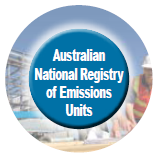 Australian
National Registry
of Emissions
Units